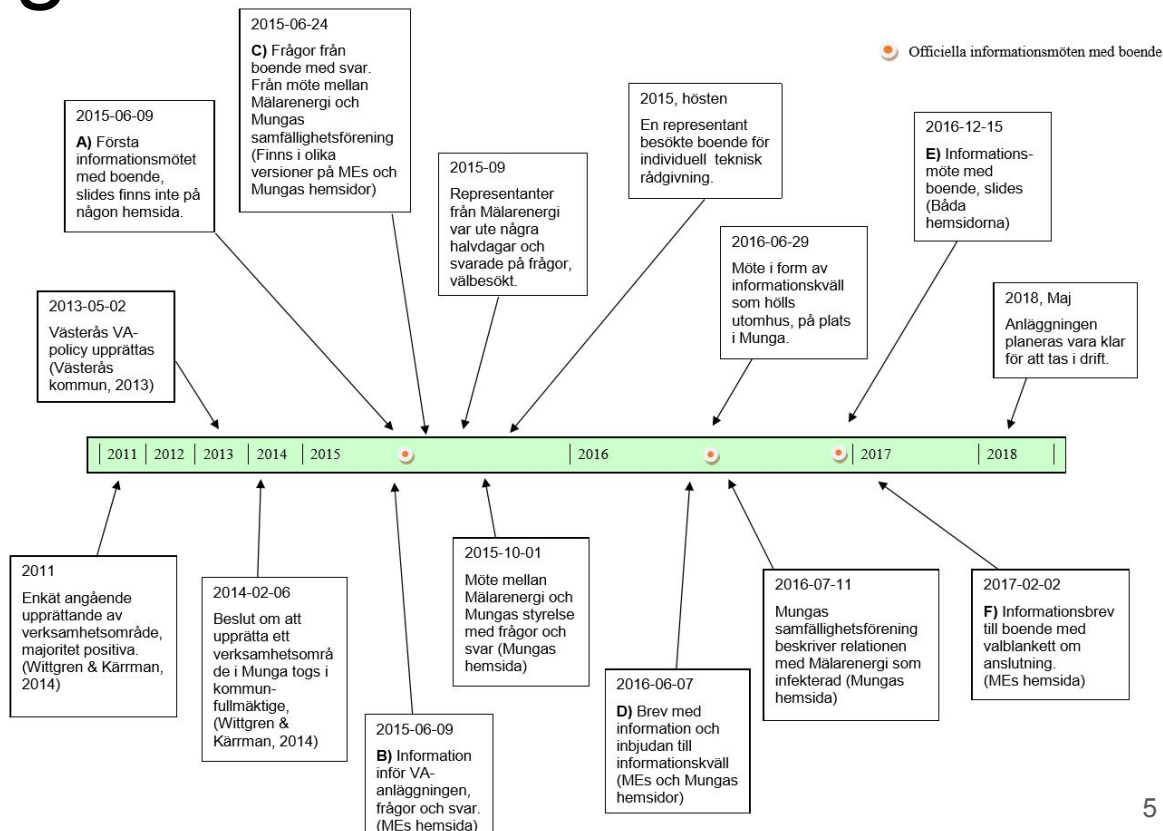 g
2015-06-24
C) Frågor från
boende med svar.
Från möte mellan
Mälarenergi och
Mungas
samfällighetsförening
(Finns i olika
versioner på MEs och
Mungas hemsidor)
Officiella informationsmöten med boende
2015-06-09
A) Första
informationsmötet
med boende,
slides finns inte på
någon hemsida.
2015-09
Representanter
från Mälarenergi
var ute några
halvdagar och
svarade på frågor,
välbesökt.
2015, hösten
En representant
besökte boende för
individuell teknisk
rådgivning.
2016-12-15
E) Informations-
möte med
boende, slides
(Båda
hemsidorna)
2016-06-29
Möte i form av
informationskväll
som hölls
utomhus, på plats
i Munga.
2013-05-02
Västerås VA-
policy upprättas
(Västerås
kommun, 2013)
2018, Maj
Anläggningen
planeras vara klar
för att tas i drift.
2011 2012 2013 2014 2015 2016 2017 2018
2011
Enkät angående
upprättande av
verksamhetsområde,
majoritet positiva.
(Wittgren & Kärrman,
2014)
2014-02-06
Beslut om att
upprätta ett
verksamhetsområ
de i Munga togs i
kommun-
fullmäktige,
(Wittgren &
Kärrman, 2014)
2015-06-09
B) Information
inför VA-
anläggningen,
frågor och svar.
(MEs hemsida)
2015-10-01
Möte mellan
Mälarenergi och
Mungas styrelse
med frågor och
svar (Mungas
hemsida)
2016-06-07
D) Brev med
information och
inbjudan till
informationskväll
(MEs och Mungas
hemsidor)
2016-07-11
Mungas
samfällighetsförening
beskriver relationen
med Mälarenergi som
infekterad (Mungas
hemsida)
2017-02-02
F) Informationsbrev
till boende med
valblankett om
anslutning.
(MEs hemsida)
5